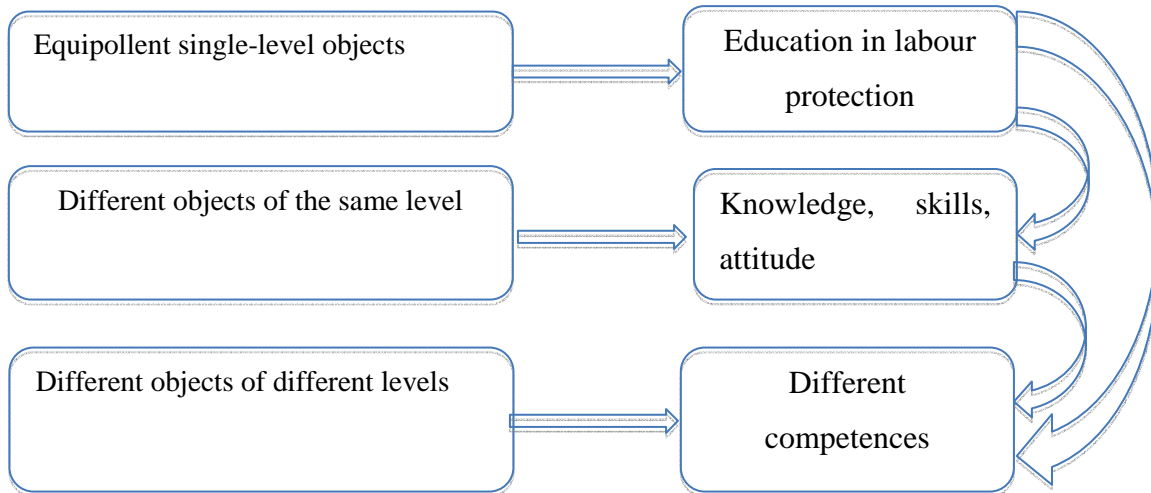 Equipollent single-level objects
Education in labour
protection
Different objects of the same level
Knowledge, skills,
attitude
Different objects of different levels
Different
competences